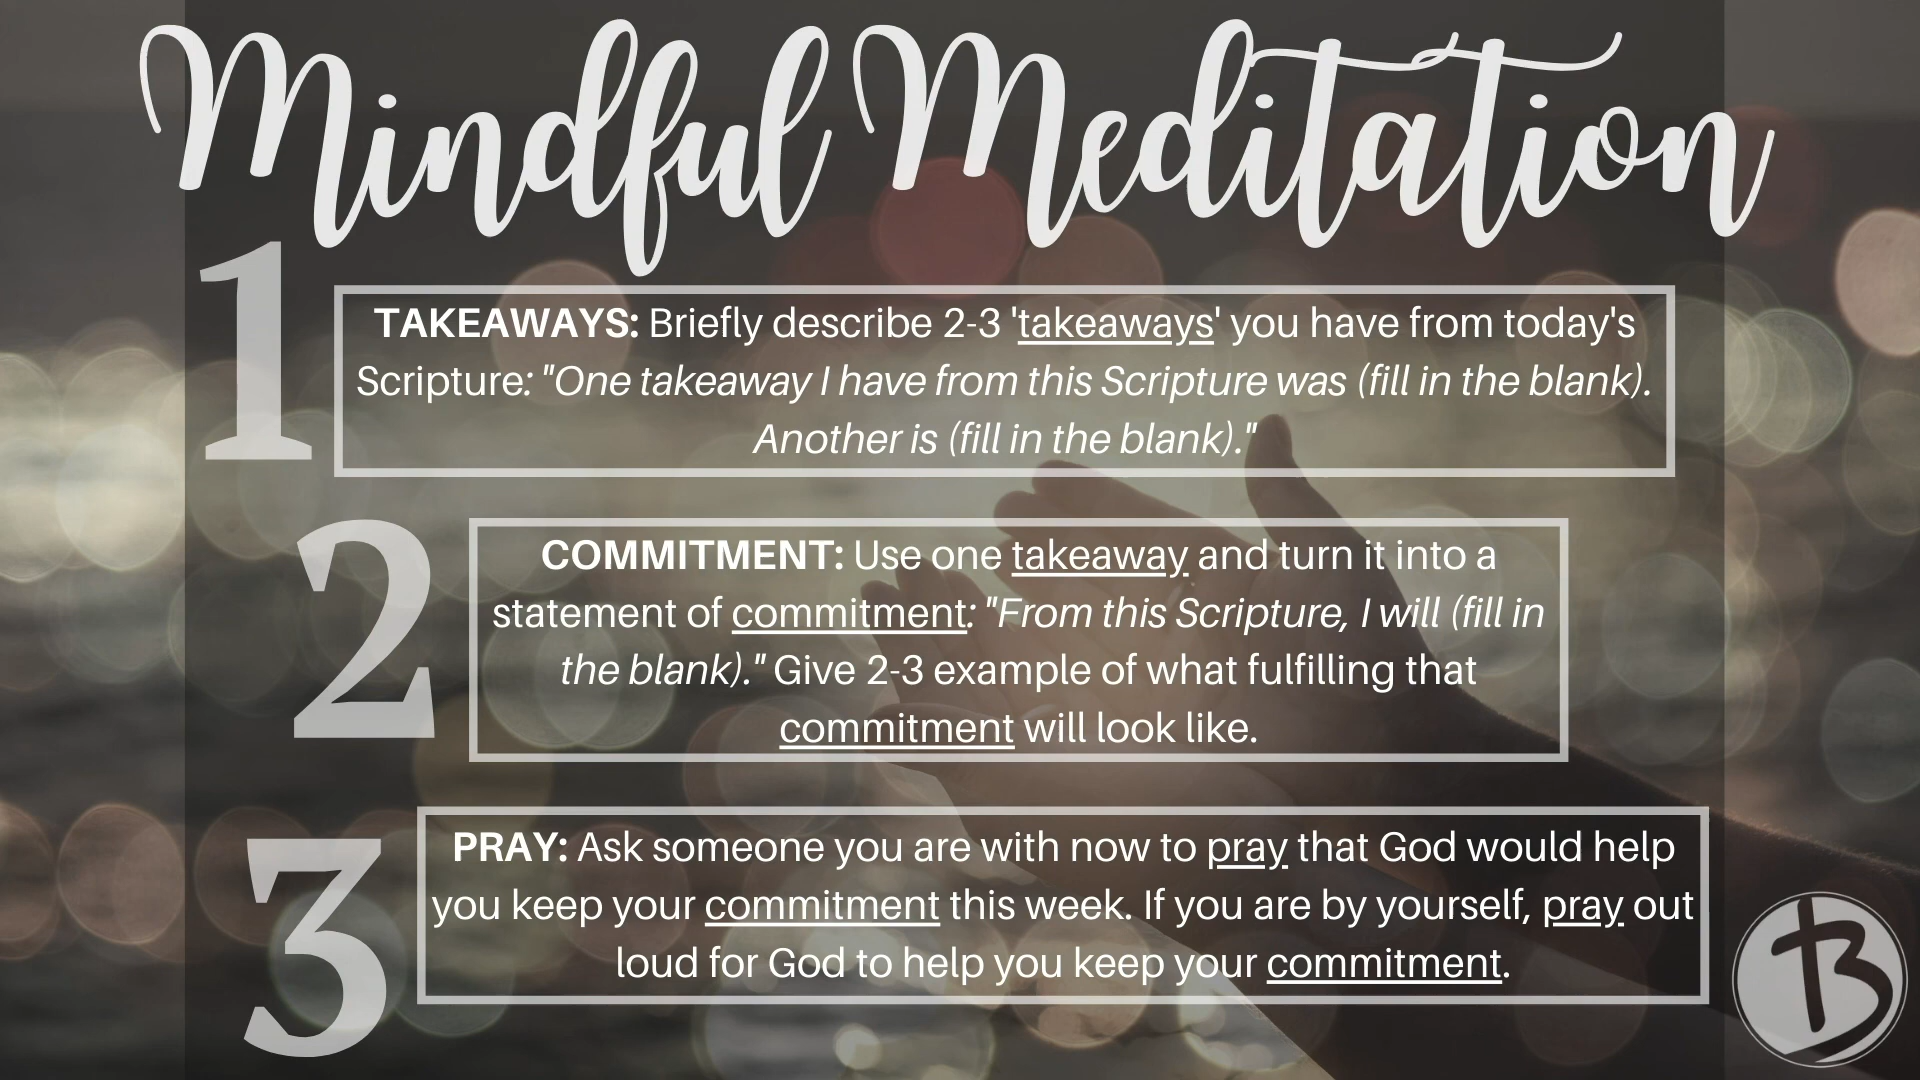 Mindful Meditation
1
TAKEAWAYS: Briefly describe 2-3 'takeaways' you have from today's
Scripture: "One takeaway I have from this Scripture was (fill in the blank).
Another is (fill in the blank)."
2
COMMITMENT: Use one takeaway and turn it into a
statement of commitment: "From this Scripture, I will (fill in
the blank)." Give 2-3 example of what fulfilling that
commitment will look like.
3
PRAY: Ask someone you are with now to pray that God would help
you keep your commitment this week. If you are by yourself, pray out
loud for God to help you keep your commitment.
B